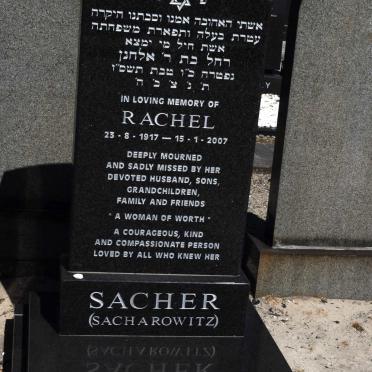 פ נ
אשתי האהובה אמנו וסבתנו היקרה
עטרת בעלה ותפארת משפחתה
אשת חיל מי ימצא
רחל בת ר' אלחנן
נפטרה כ"ו טבת תשס"ז
ת' נ' צ' ב' ה'
IN LOVING MEMORY OF
RACHEL
23 - 8 - 1917 — 15 - 1 - 2007
DEEPLY MOURNED
AND SADLY MISSED BY HER
DEVOTED HUSBAND, SONS,
GRANDCHILDREN,
FAMILY AND FRIENDS
" A WOMAN OF WORTH "
A COURAGEOUS, KIND
AND COMPASSIONATE PERSON
LOVED BY ALL WHO KNEW HER
SACHER
(SACHAROWITZ)